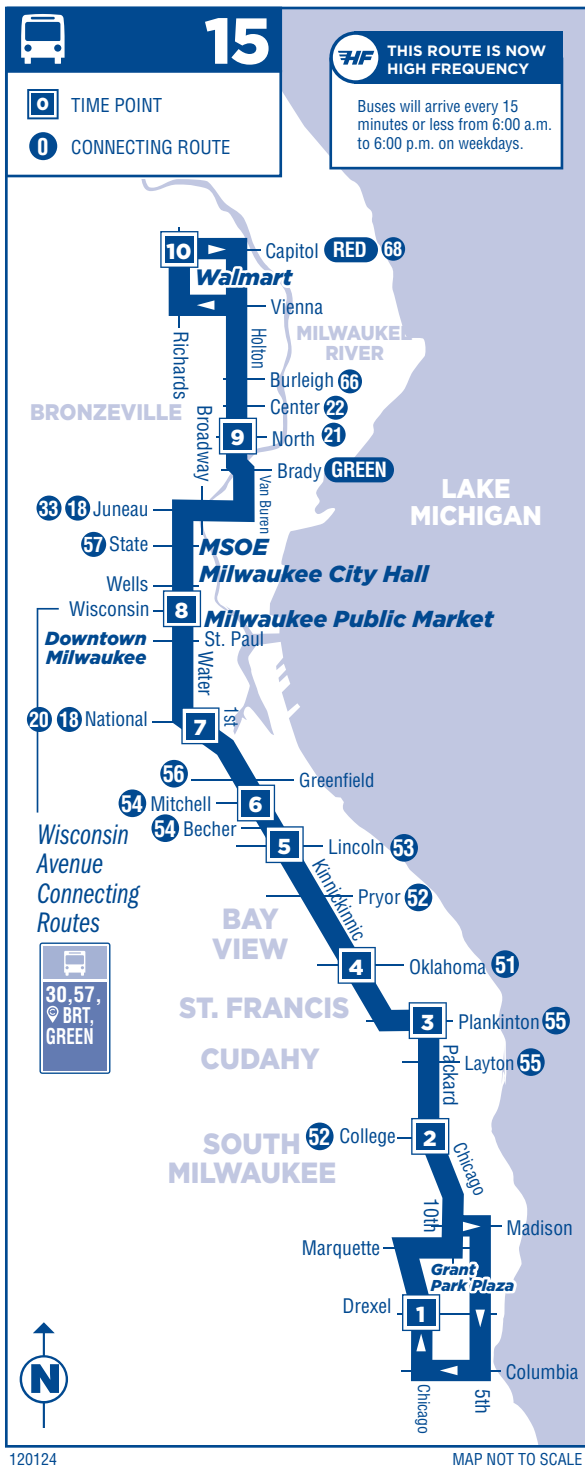 15
0 TIME POINT
0 CONNECTING ROUTE
HF THIS ROUTE IS NOW
HIGH FREQUENCY
Buses will arrive every 15
minutes or less from 6:00 a.m.
to 6:00 p.m. on weekdays.
10
Capitol RED 68
Walmart
Vienna
Richards
Holton
MILWAUKEE
RIVER
Burleigh 66
BRONZEVILLE
Broadway
Center 22
9
North 21
Brady GREEN
Van Buren
LAKE
MICHIGAN
33 18 Juneau
57 State
MSOE
Wells
Milwaukee City Hall
Wisconsin
8
Milwaukee Public Market
Downtown
Milwaukee
St. Paul
Water
20 18 National
7
1st
56
Greenfield
54 Mitchell
6
54 Becher
5
Lincoln 53
Wisconsin
Avenue
Connecting
Routes
30,57,
© BRT,
GREEN
Kinnickinnic
Pryor 52
BAY
VIEW
4
Oklahoma 51
ST. FRANCIS
3
Plankinton 55
CUDAHY
Packard
Layton 55
52 College
2
SOUTH
MILWAUKEE
Chicago
10th
Madison
Marquette
Grant
Park Plaza
Drexel
1
Columbia
Chicago
5th
N
120124
MAP NOT TO SCALE